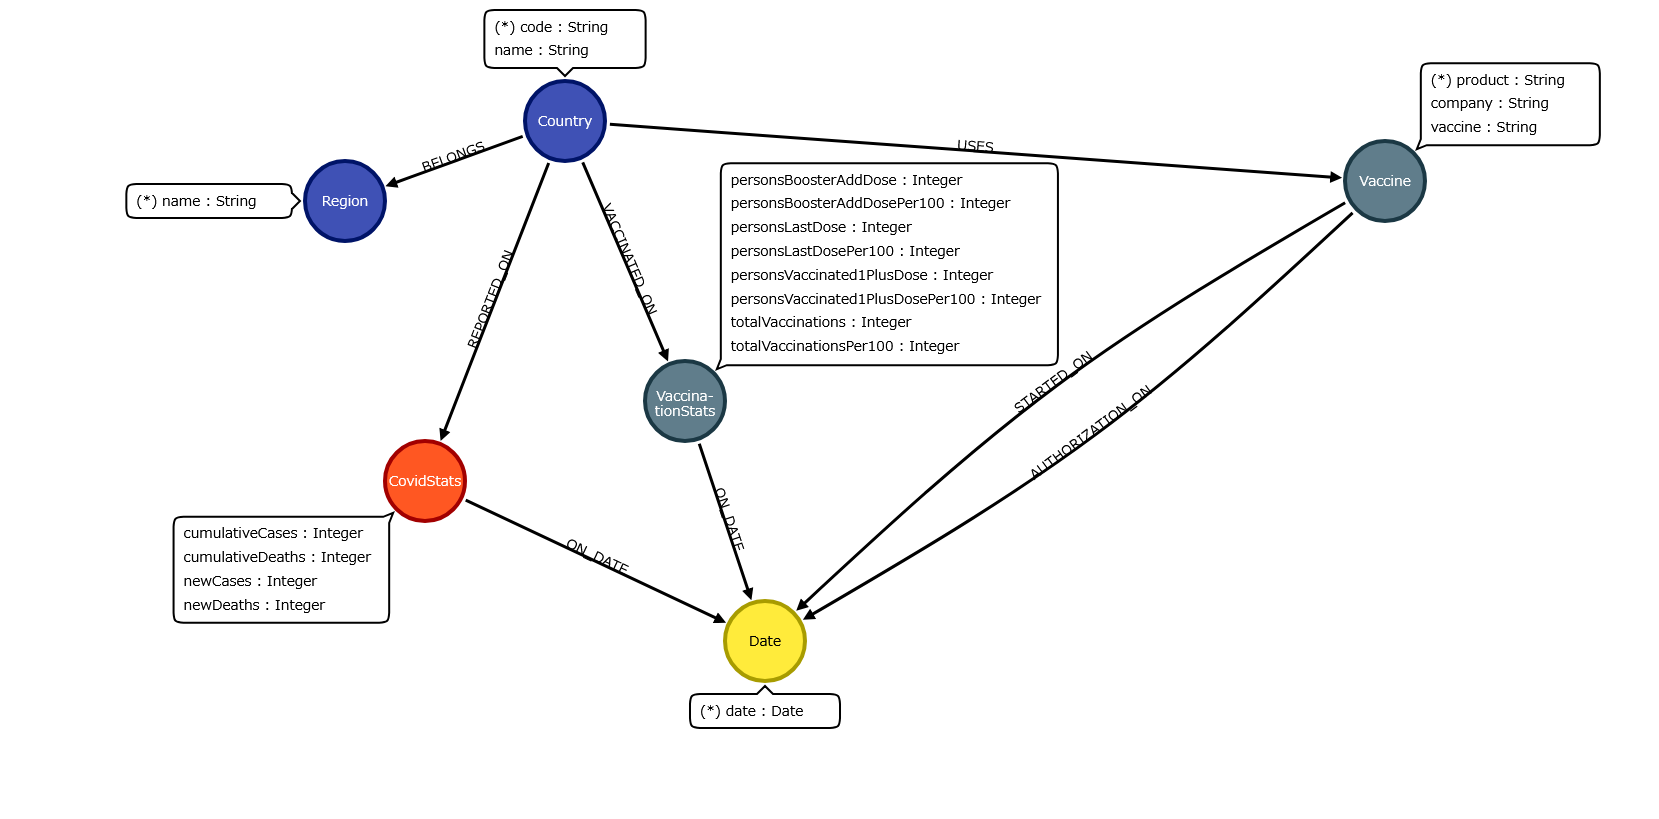 (*) code : String
name : String
Country
(*) product : String
company : String
vaccine : String
Vaccine
BELONGS
USES
(*) name : String
Region
VACCINATED_ON
REPORTED_ON
personsBoosterAddDose : Integer
personsBoosterAddDosePer100 : Integer
personsLastDose : Integer
personsLastDosePer100 : Integer
personsVaccinated1PlusDose : Integer
personsVaccinated1PlusDosePer100 : Integer
totalVaccinations : Integer
totalVaccinationsPer100 : Integer
Vaccina-
tionStats
STARTED_ON
AUTHORIZATION_ON
CovidStats
cumulativeCases : Integer
cumulativeDeaths : Integer
newCases : Integer
newDeaths : Integer
ON_DATE
ON_DATE
Date
(*) date : Date